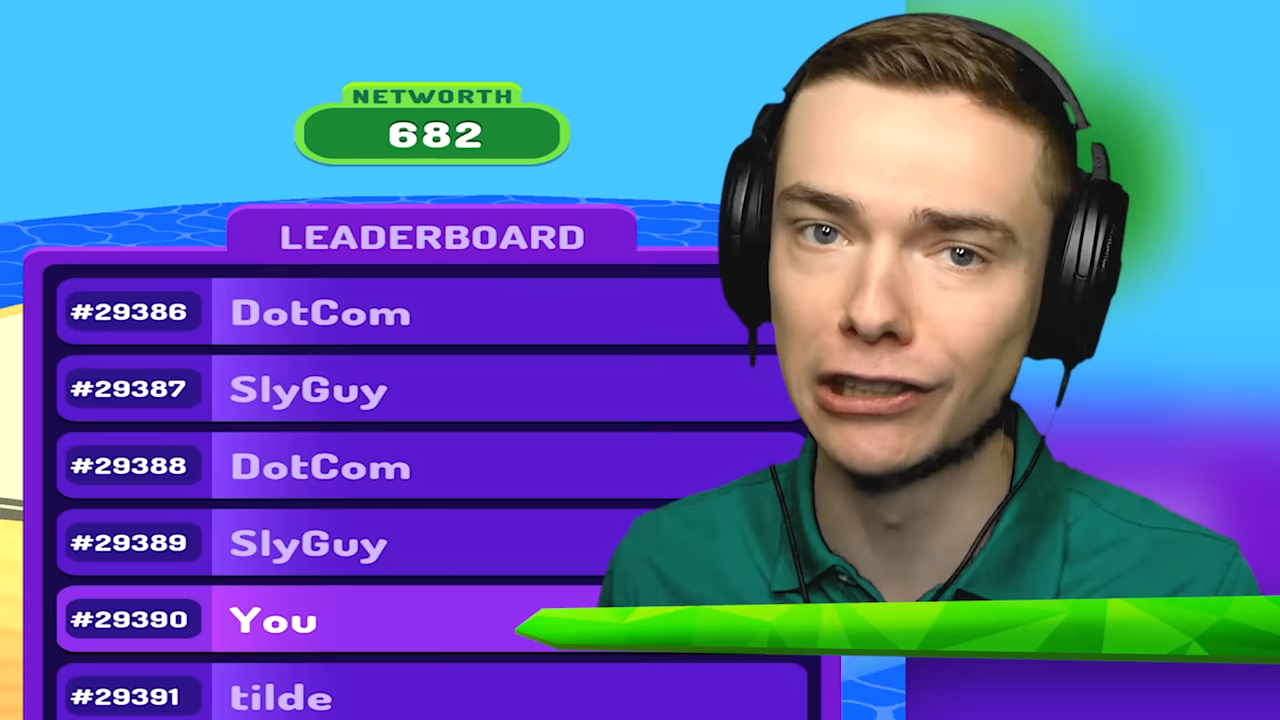 NETWORTH
682
LEADERBOARD
#29386 DotCom
#29387 SlyGuy
#29388 DotCom
#29389 SlyGuy
#29390 You
#29391 tilde